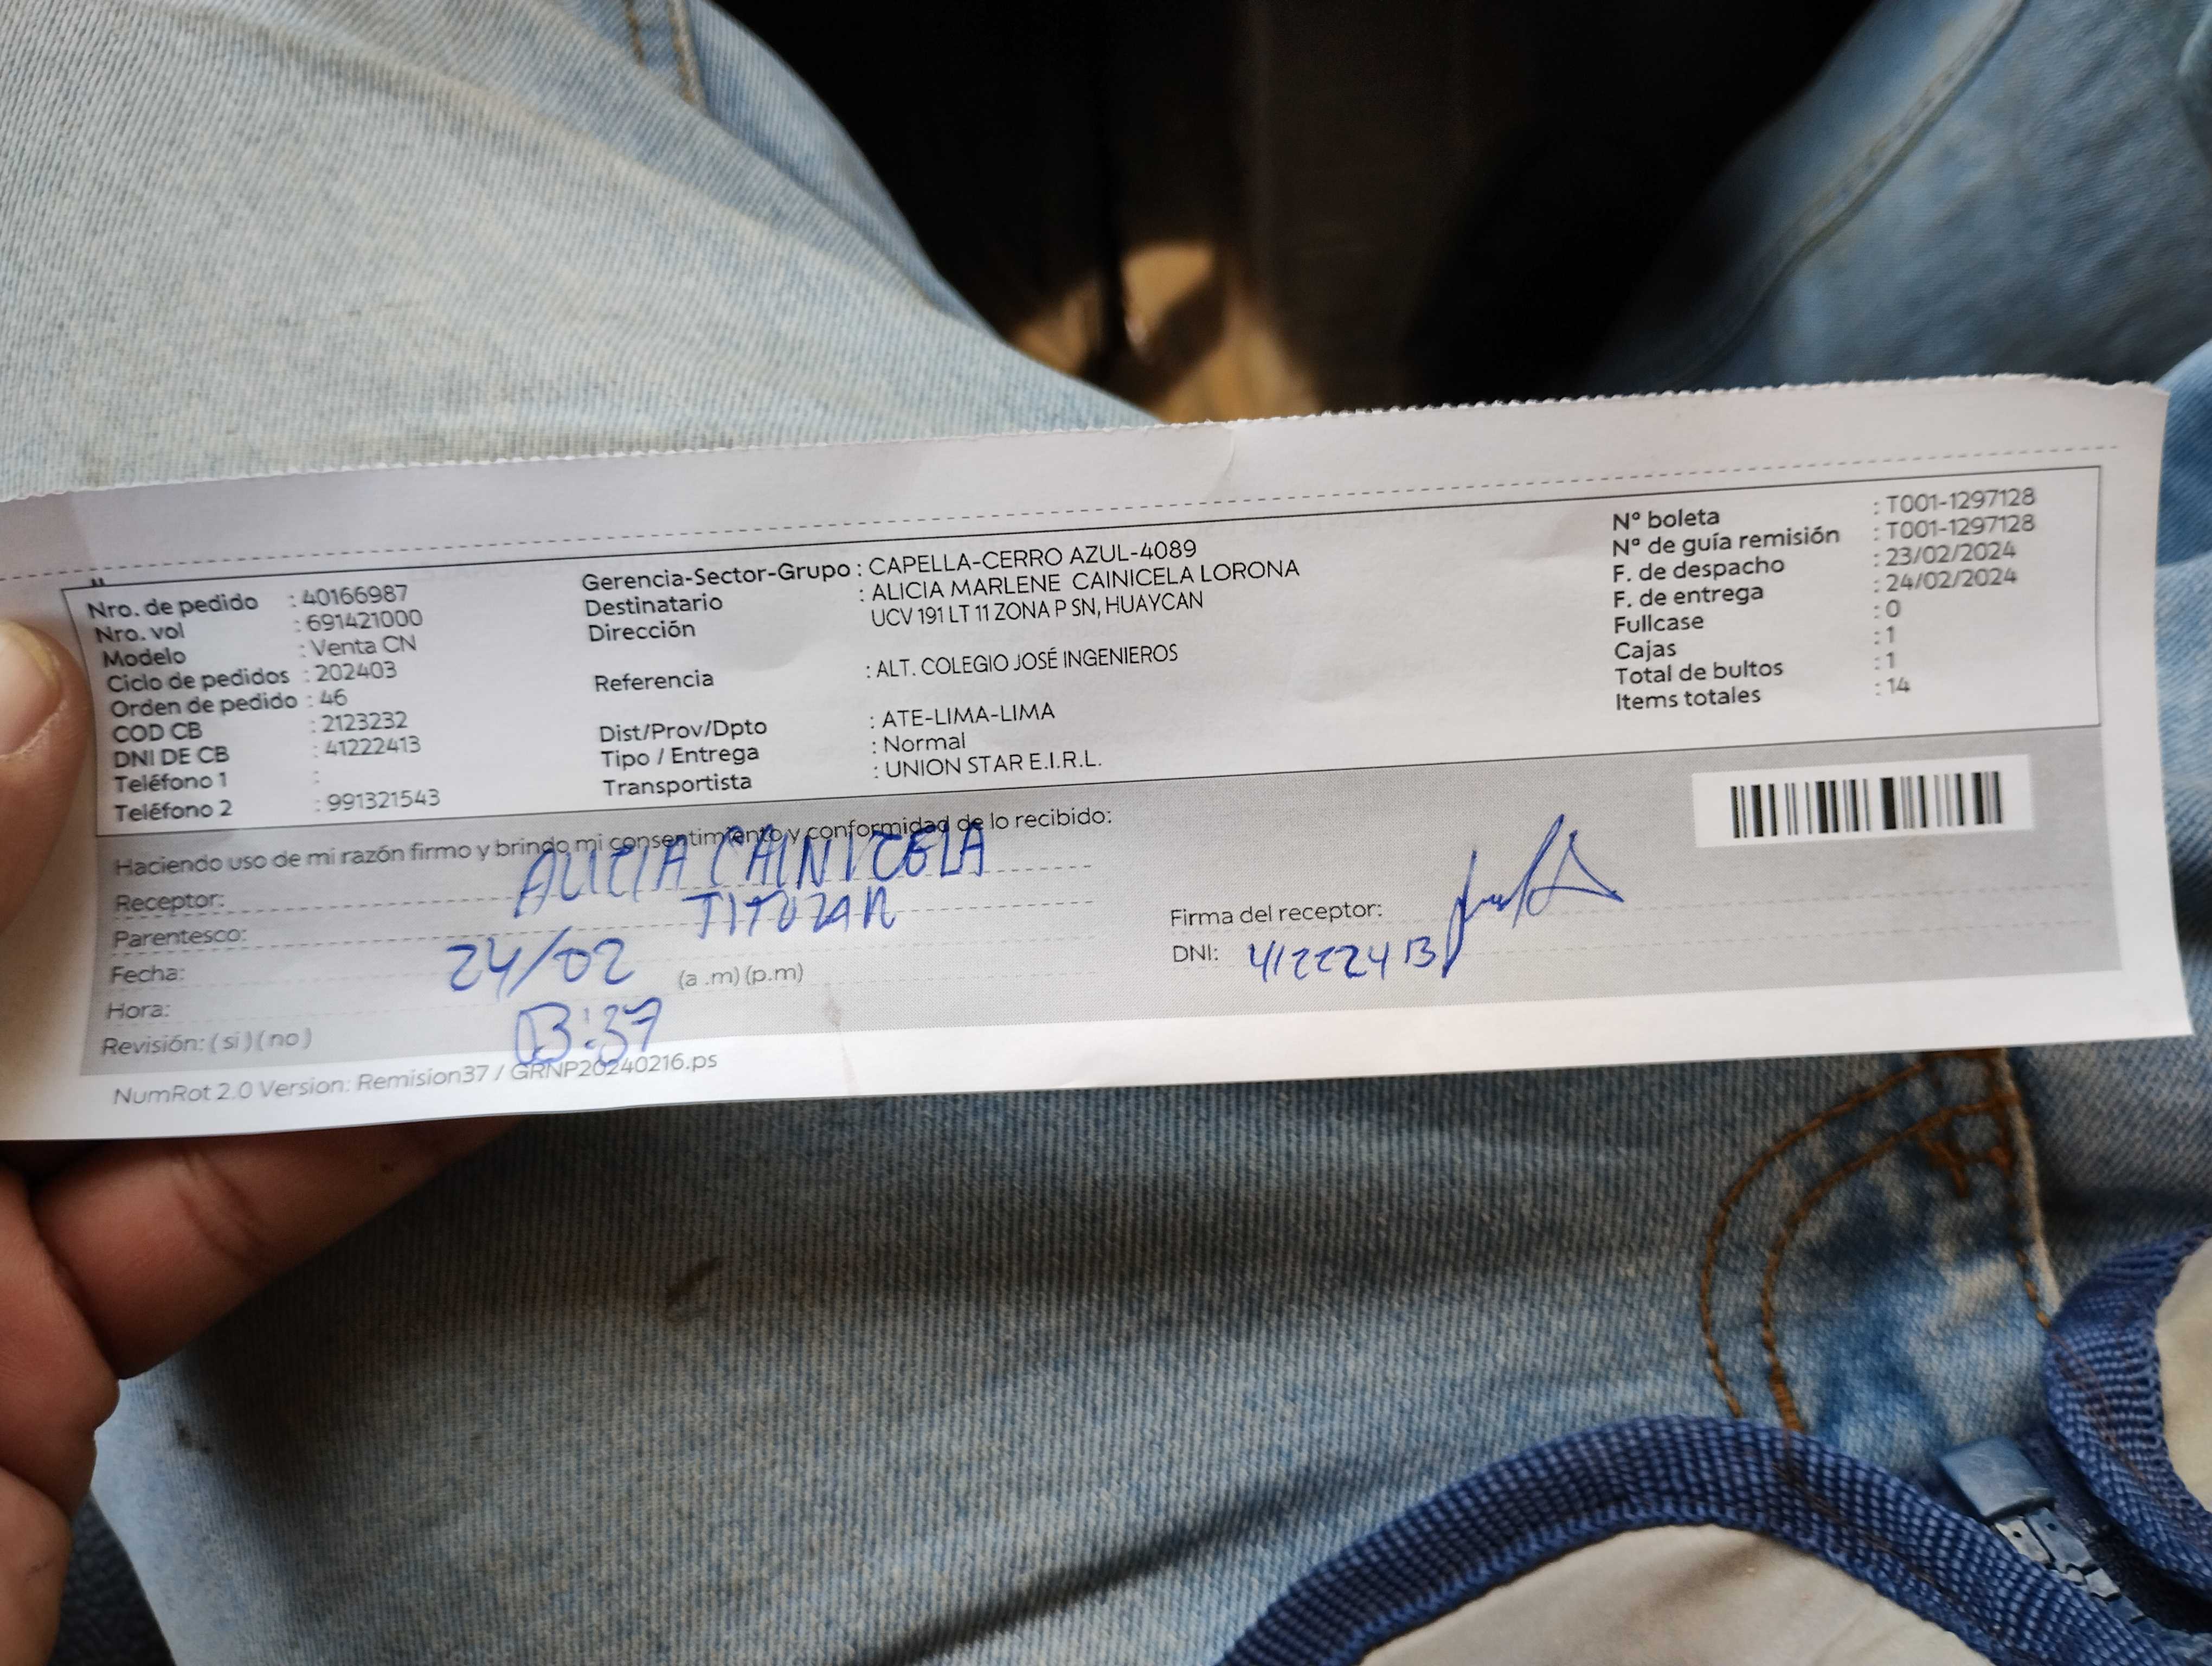 Nro. de pedido : 40166987
Nro. vol : 691421000
Modelo : Venta CN
Ciclo de pedidos : 202403
Orden de pedido : 46
COD CB : 2123232
DNI DE CB : 41222413
Teléfono 1 :
Teléfono 2 : 991321543
Gerencia-Sector-Grupo : CAPELLA-CERRO AZUL-4089
Destinatario : ALICIA MARLENE CAINICELA LORONA
Dirección UCV 191 LT 11 ZONA P SN, HUAYCAN
Referencia : ALT. COLEGIO JOSÉ INGENIEROS
Dist/Prov/Dpto : ATE-LIMA-LIMA
Tipo / Entrega : Normal
Transportista : UNION STAR E.I.R.L.
N° boleta : T001-1297128
N° de guía remisión : T001-1297128
F. de despacho : 23/02/2024
F. de entrega : 24/02/2024
Fullcase : 0
Cajas : 1
Total de bultos : 1
Items totales : 14
Haciendo uso de mi razón firmo y brindo mi consentimiento y conformidad de lo recibido:
Receptor: ALICIA CAINICELA
Parentesco: TITULAR
Fecha: 24/02 (a .m) (p.m)
Hora: 03:37
Revisión: ( si ) ( no )
Firma del receptor:
DNI: 41222413
NumRot 2.0 Version: Remision37 / GRNP20240216.ps